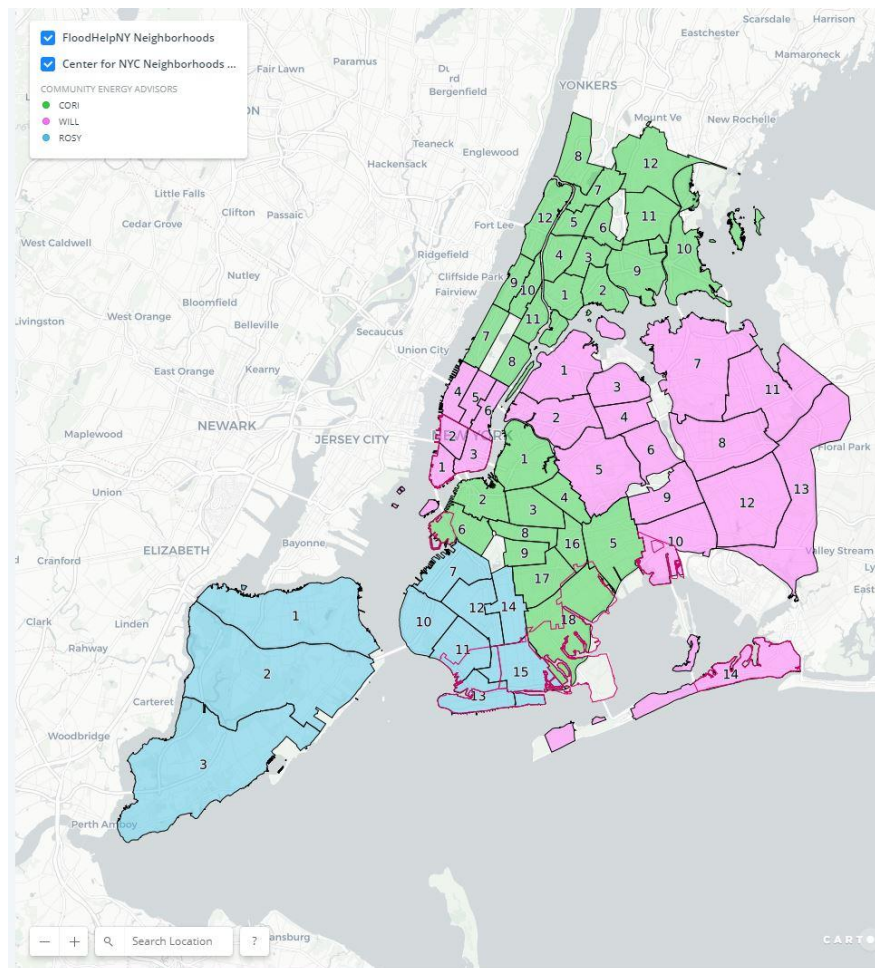 FloodHelpNY Neighborhoods
Center for NYC Neighborhoods ...
COMMUNITY ENERGY ADVISORS
CORI
WILL
ROSY
Scarsdale
Harrison
Eastchester
Mamaroneck
Fair Lawn
Paramus
Bergenfield
YONKERS
Mount Ve
New Rochelle
Teaneck
Englewood
Hackensack
Little Falls
Clifton
Passaic
Cedar Grove
West Caldwell
Fort Lee
Ridgefield
Cliffside Park
Fairview
Nutley
Bloomfield
Belleville
West Orange
Livingston
Secaucus
Union City
East Orange
Kearny
Maplewood
NEWARK
JERSEY CITY
NEW YORK
Floral Park
Union
ELIZABETH
Bayonne
Cranford
Valley Stream
Clark
Linden
Rahway
Carteret
Woodbridge
Perth Amboy
8
12
7
12
5
6
11
10
4
3
9
9
10
1
2
11
7
8
4
5
6
2
3
1
1
3
7
11
2
4
8
6
5
9
12
13
10
14
1
2
3
4
6
8
9
16
5
17
18
7
10
12
14
11
15
13
1
2
3
− + Search Location ?
ansburg
CART